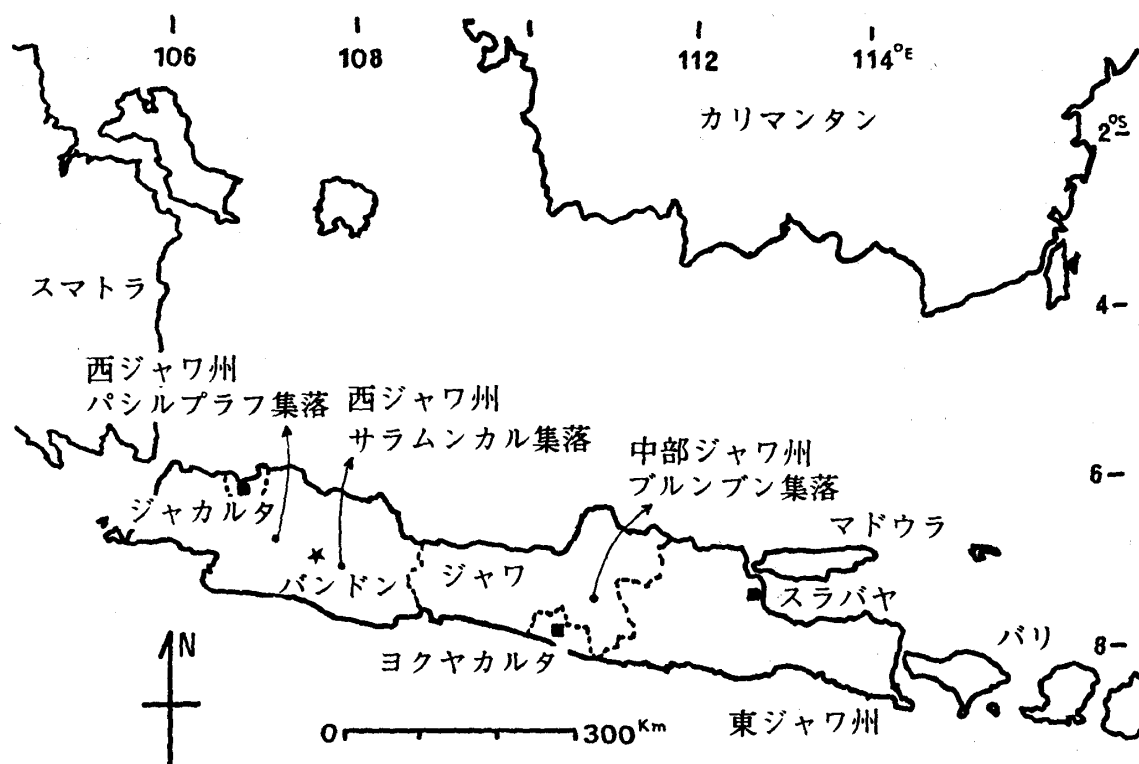 106
108
112
114°E
カリマンタン
2°S
スマトラ
4
西ジャワ州
パシルプラフ集落
西ジャワ州
サラムンカル集落
中部ジャワ州
ブルンブン集落
6
ジャカルタ
マドウラ
バンドン
ジャワ
スラバヤ
N
ヨクヤカルタ
バリ
8
東ジャワ州
0
300Km